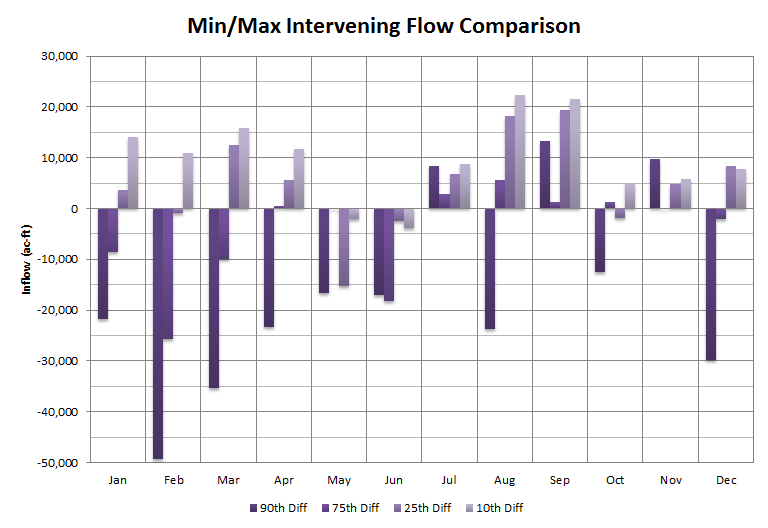 Min/Max Intervening Flow Comparison
30,000
20,000
10,000
0
-10,000
-20,000
-30,000
-40,000
-50,000
Inflow (ac-ft)
Jan Feb Mar Apr May Jun Jul Aug Sep Oct Nov Dec
90th Diff 75th Diff 25th Diff 10th Diff